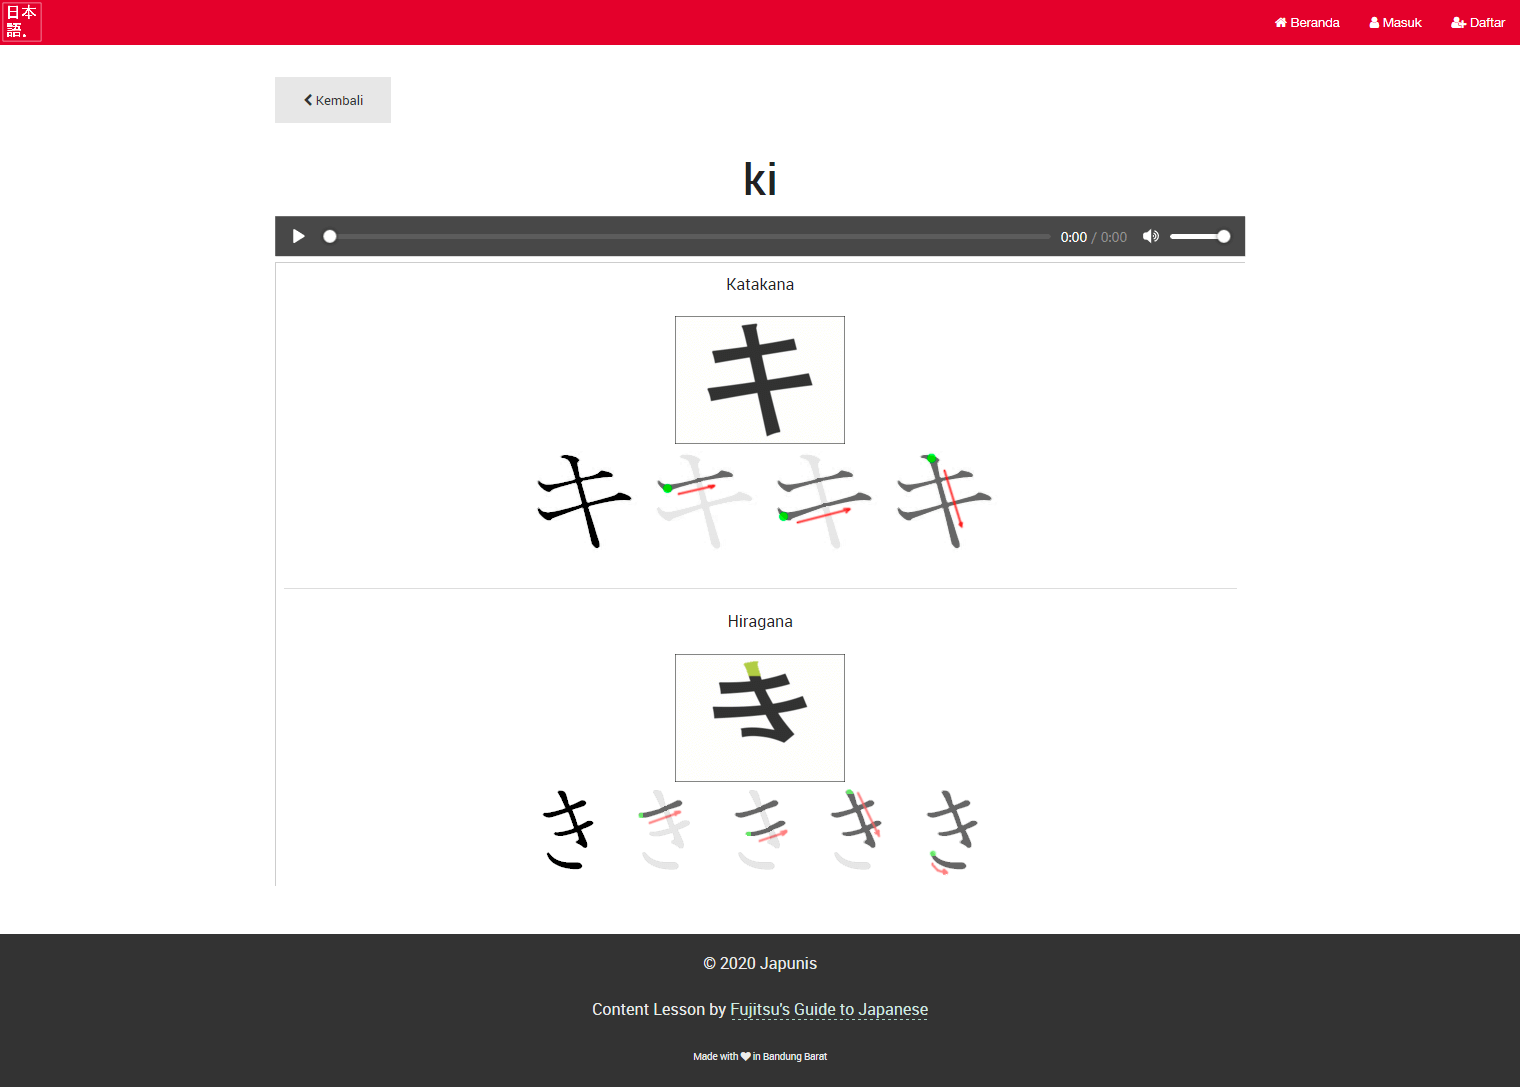 日本
語.
Beranda
Masuk
Daftar
Kembali
ki
0:00 / 0:00
Katakana
キ
キ キ キ キ
Hiragana
き
き き き き き
© 2020 Japunis
Content Lesson by Fujitsu's Guide to Japanese
Made with in Bandung Barat